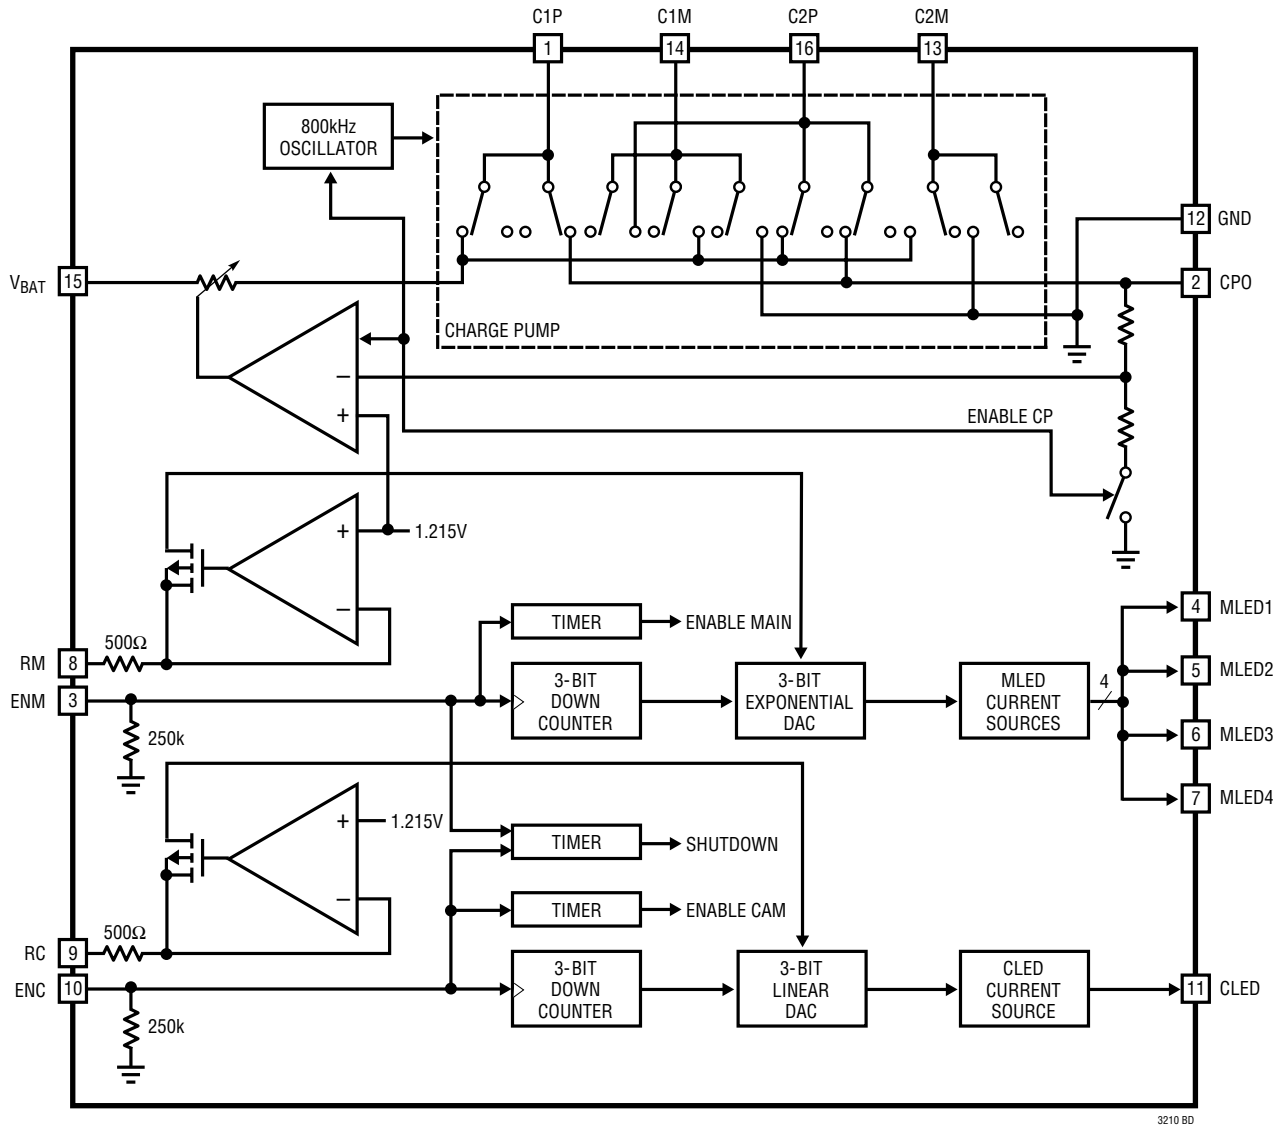 C1P C1M C2P C2M
1 14 16 13
800kHz
OSCILLATOR
12 GND
VBAT 15
2 CPO
CHARGE PUMP
−
+
ENABLE CP
+
1.215V
−
4 MLED1
TIMER
ENABLE MAIN
500Ω
RM 8
5 MLED2
3-BIT
DOWN
COUNTER
3-BIT
EXPONENTIAL
DAC
MLED
CURRENT
SOURCES
4
ENM 3
250k
6 MLED3
7 MLED4
+
1.215V
−
TIMER
SHUTDOWN
TIMER
ENABLE CAM
500Ω
RC 9
ENC 10
3-BIT
DOWN
COUNTER
3-BIT
LINEAR
DAC
CLED
CURRENT
SOURCE
11 CLED
250k
3210 BD